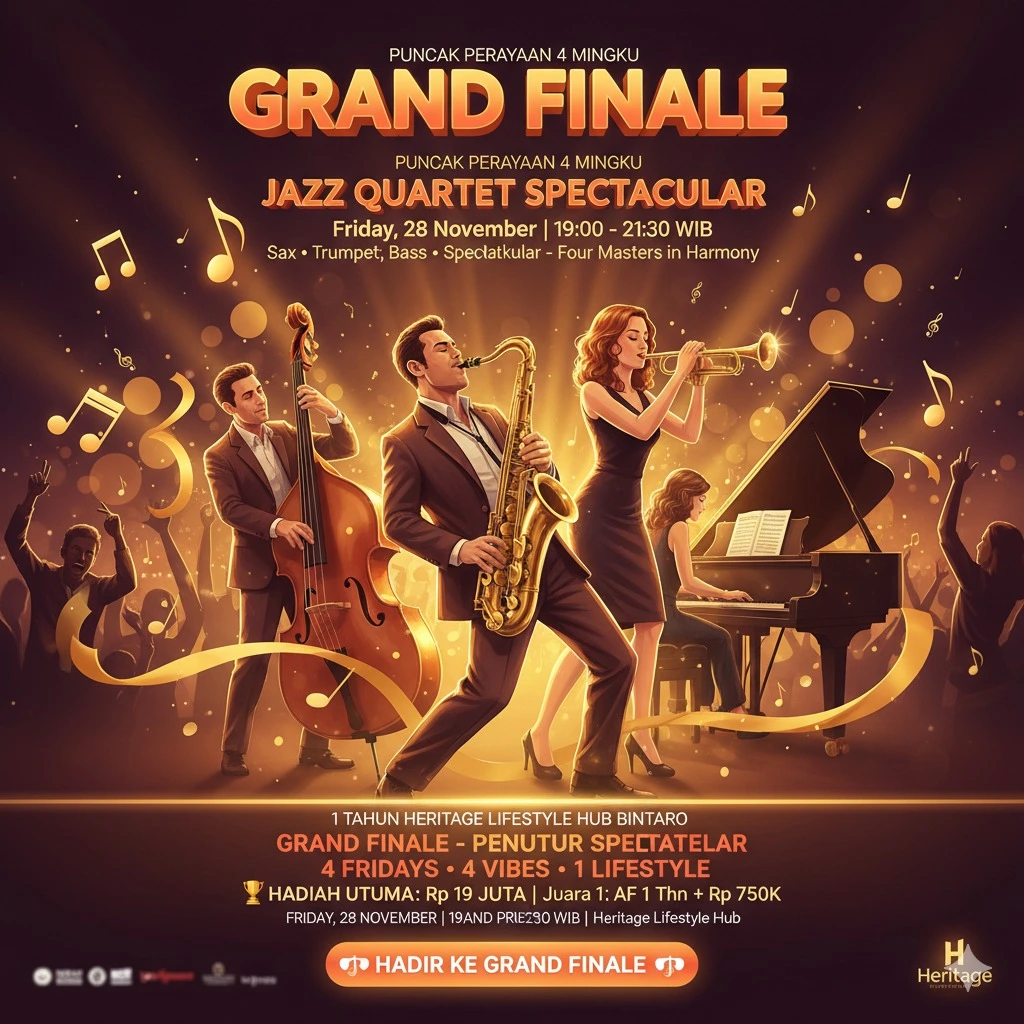 PUNCAK PERAYAAN 4 MINGKU
GRAND FINALE
PUNCAK PERAYAAN 4 MINGKU
JAZZ QUARTET SPECTACULAR
Friday, 28 November | 19:00 - 21:30 WIB
Sax • Trumpet, Bass • Speclatkular - Four Masters in Harmony
1 TAHUN HERITAGE LIFESTYLE HUB BINTARO
GRAND FINALE - PENUTUR SPECTATELAR
4 FRIDAYS • 4 VIBES • 1 LIFESTYLE
🏆 HADIAH UTUMA: Rp 19 JUTA | Juara 1: AF 1 Thn + Rp 750K
FRIDAY, 28 NOVEMBER | 19AND WIB | Heritage Lifestyle Hub
HADIR KE GRAND FINALE
H
Heritage